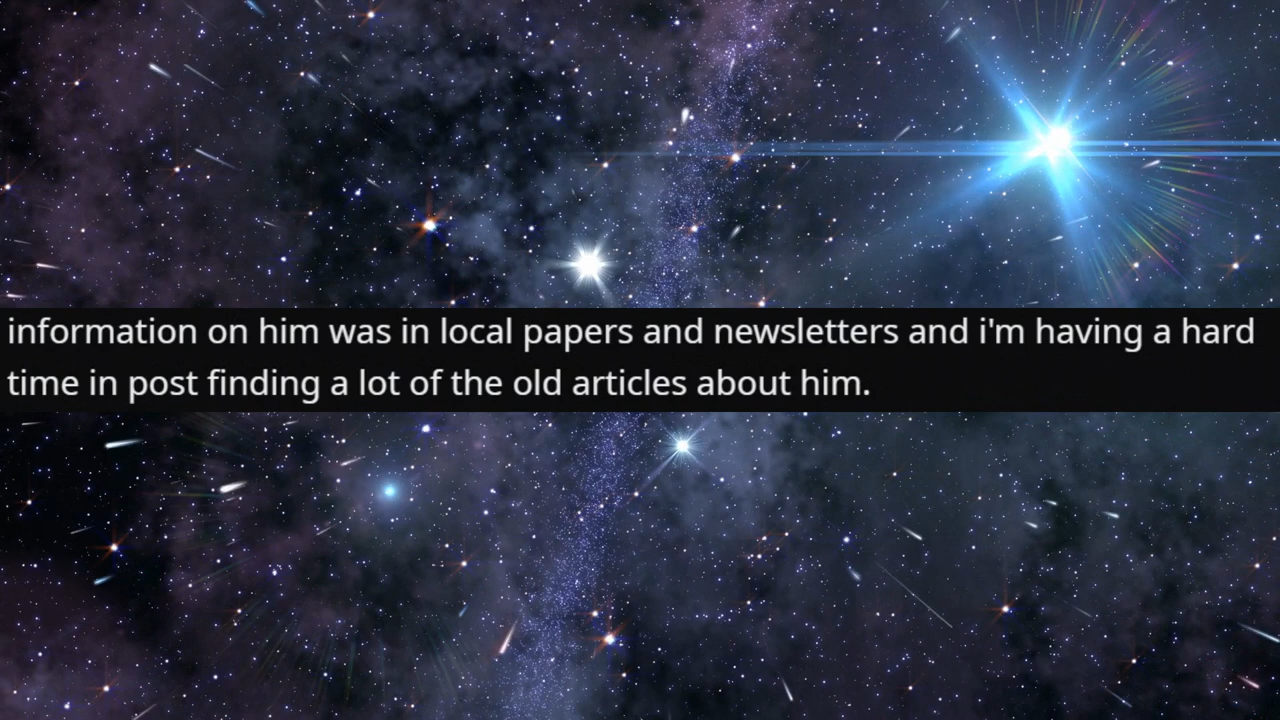 information on him was in local papers and newsletters and i'm having a hard
time in post finding a lot of the old articles about him.